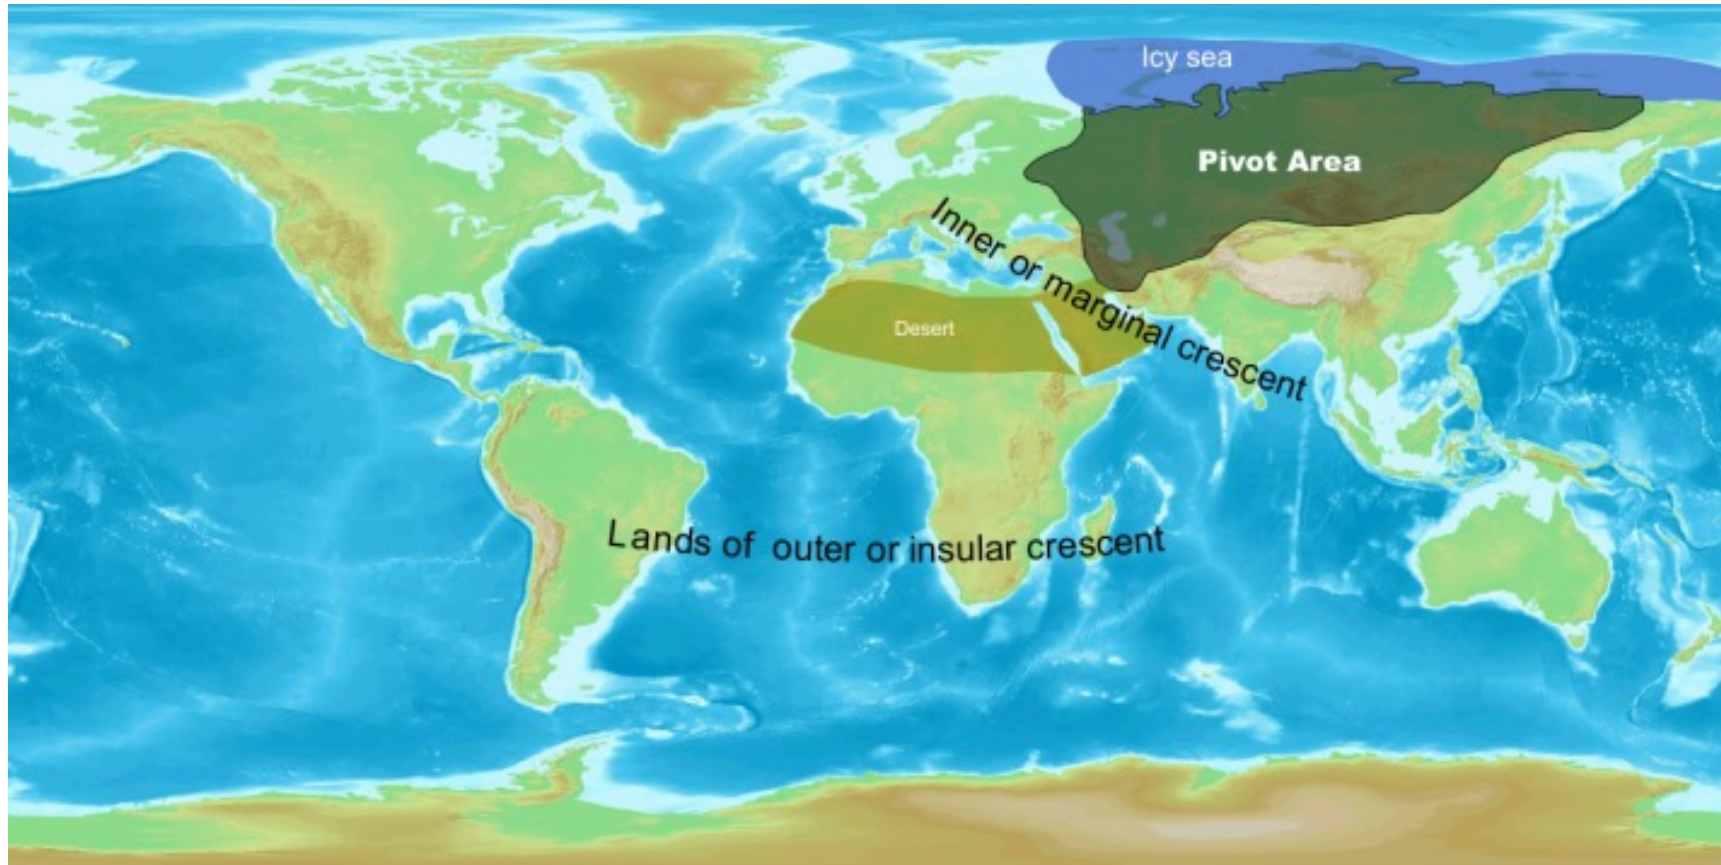 Icy sea
Pivot Area
Inner or marginal crescent
Desert
Lands of outer or insular crescent